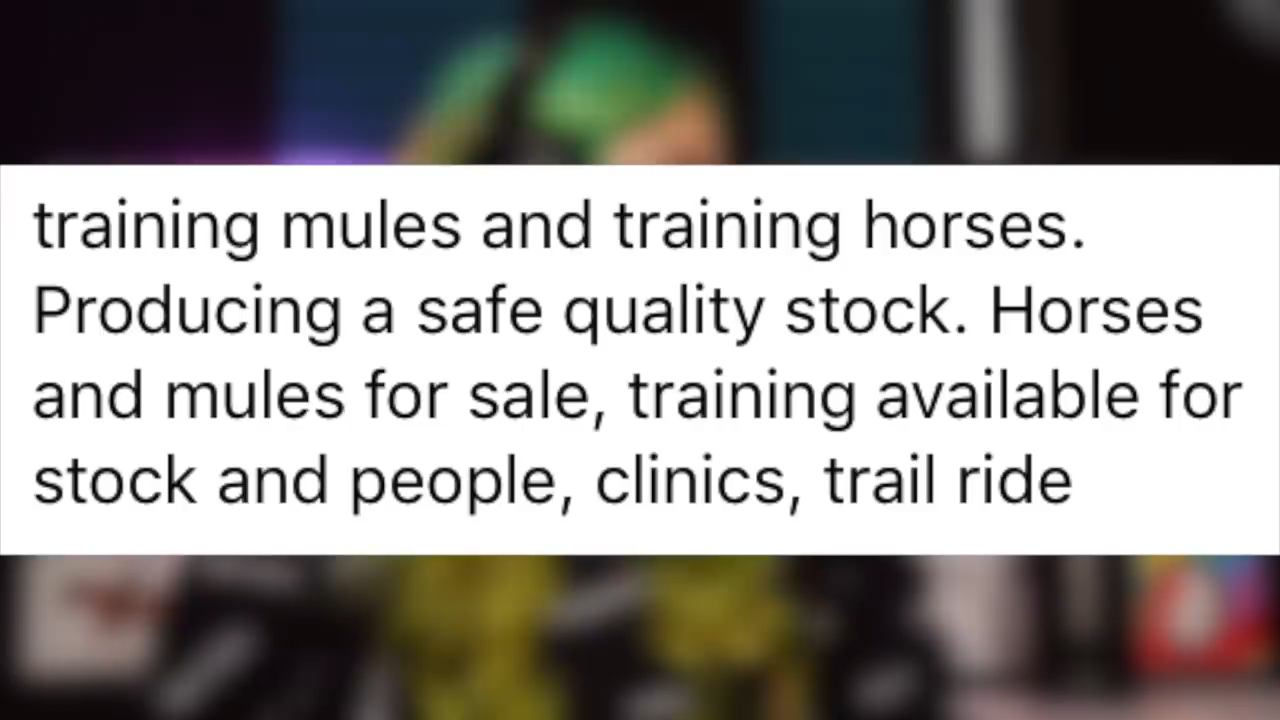 training mules and training horses.
Producing a safe quality stock. Horses
and mules for sale, training available for
stock and people, clinics, trail ride